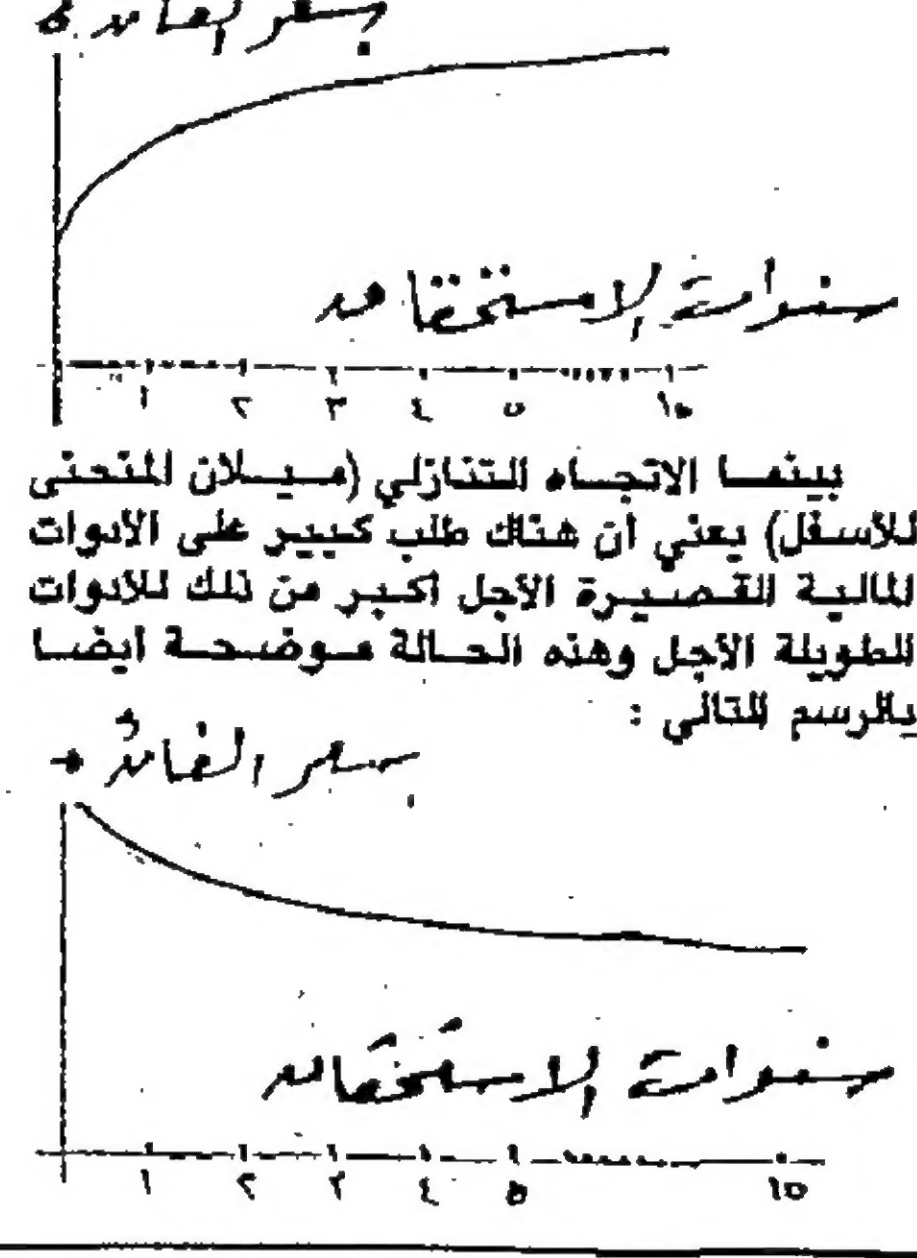 سعر الفائدة
سنوات الاستحقاق
١ ٢ ٣ ٤ ٥ ١٥
بينما الاتجاه التنازلي (ميلان المنحنى
للأسفل) يعني أن هناك طلب كبير على الأدوات
المالية القصيرة الأجل أكبر من ذلك للأدوات
الطويلة الأجل وهذه الحالة موضحة أيضا
بالرسم التالي :
سعر الفائدة
سنوات الاستحقاق
١ ٢ ٣ ٤ ٥ ١٥